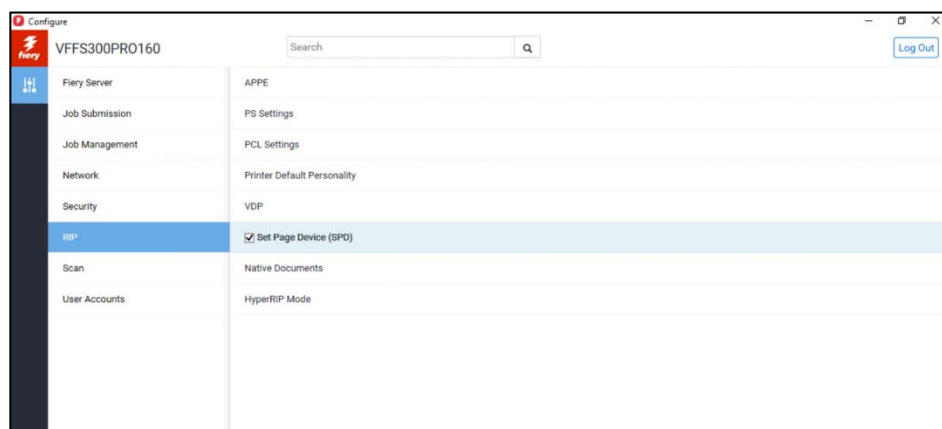 Configure
fiery
VFFS300PRO160
Search
Log Out
Fiery Server
Job Submission
Job Management
Network
Security
RIP
Scan
User Accounts
APPE
PS Settings
PCL Settings
Printer Default Personality
VDP
Set Page Device (SPD)
Native Documents
HyperRIP Mode